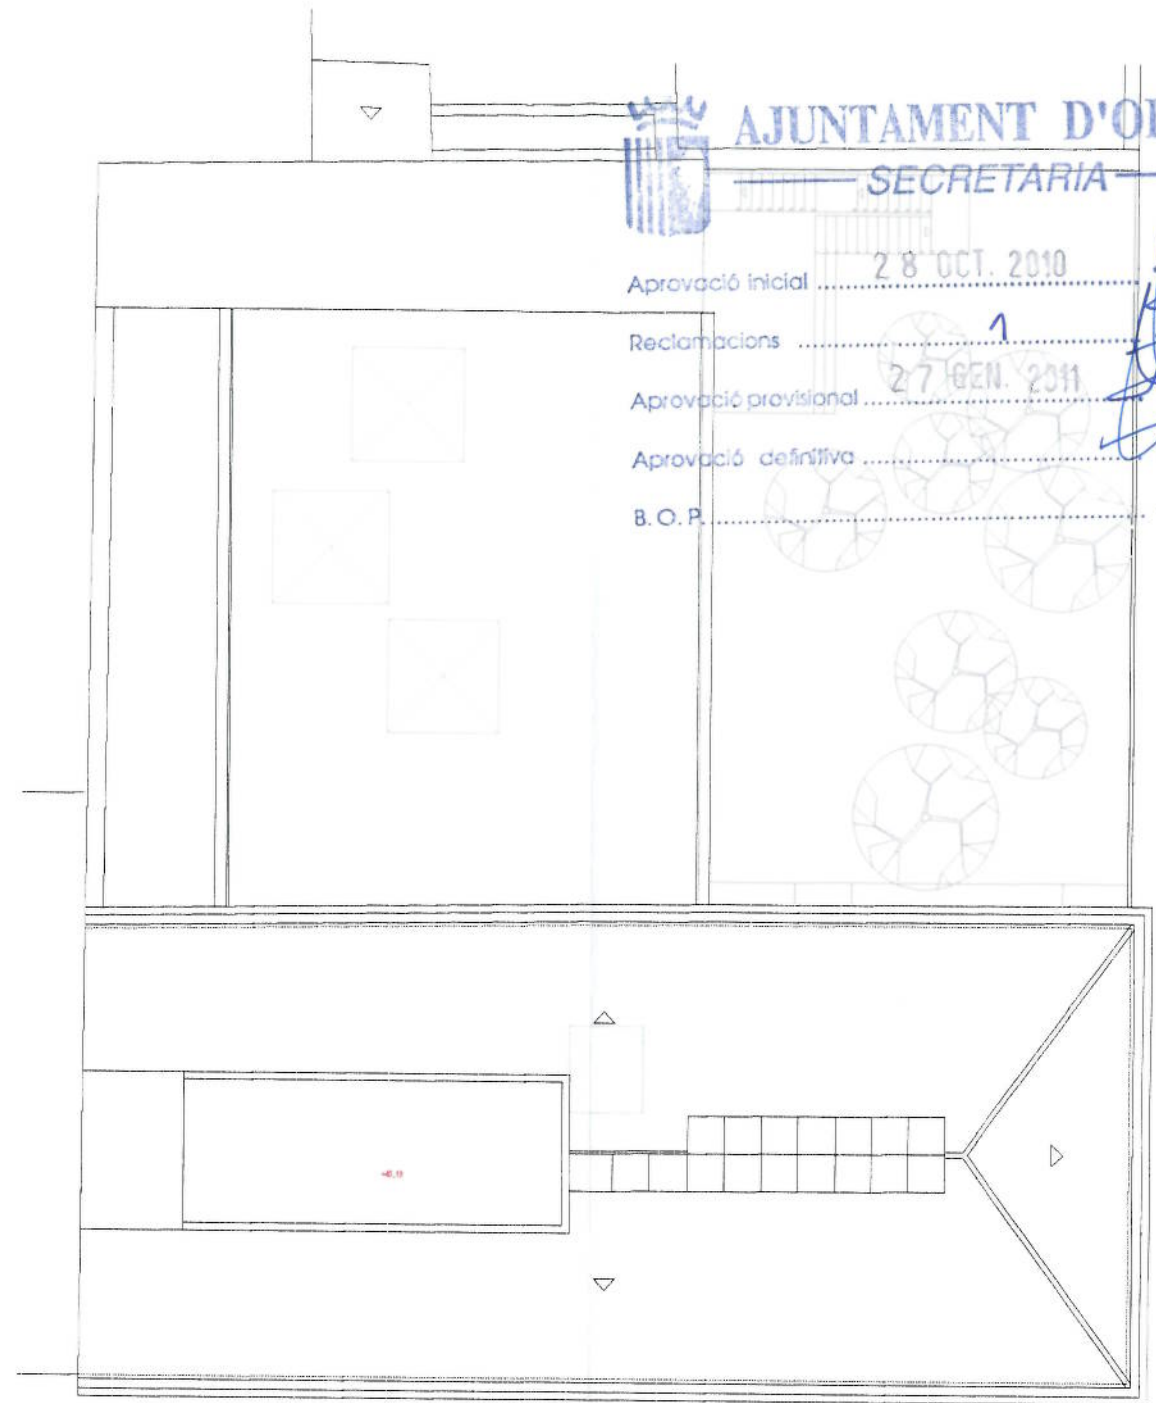 AJUNTAMENT D'O
SECRETARIA
Aprovació inicial 28 OCT. 2010
Reclamacions 1
Aprovació provisional 27 GEN. 2011
Aprovació definitiva
B.O.P.